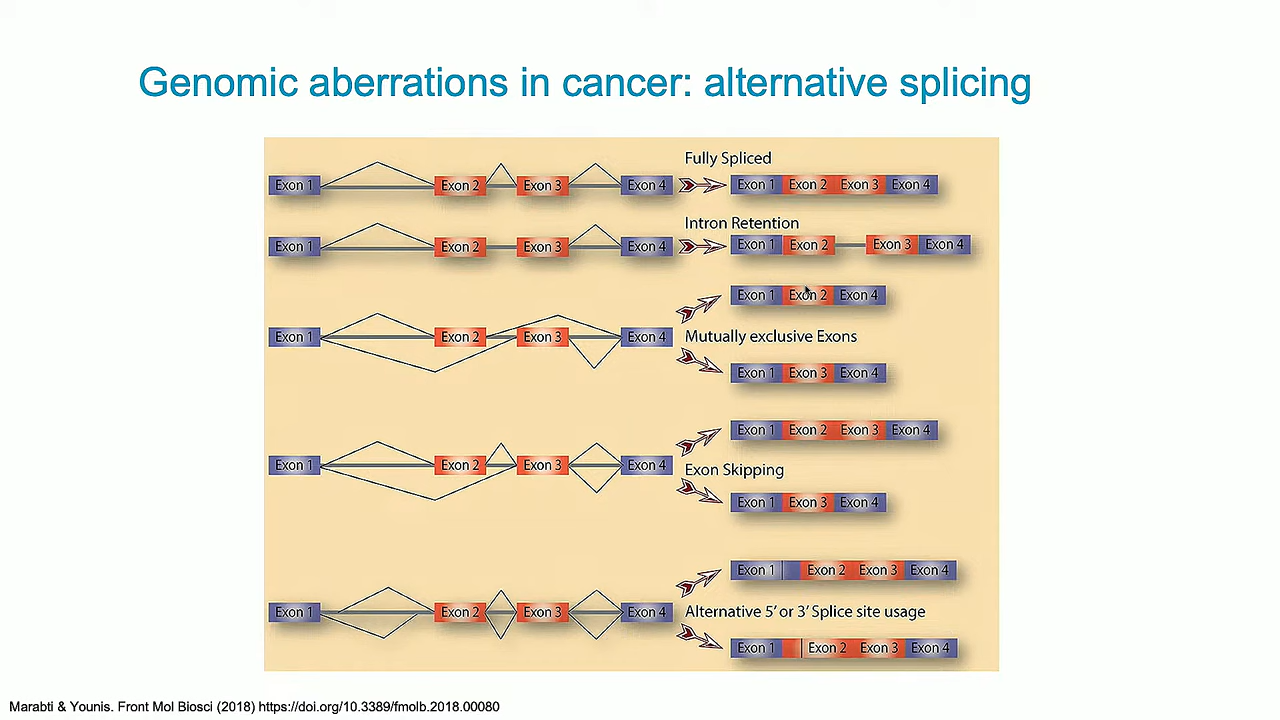 Genomic aberrations in cancer: alternative splicing
Fully Spliced
Exon 1 Exon 2 Exon 3 Exon 4 Exon 1 Exon 2 Exon 3 Exon 4
Intron Retention
Exon 1 Exon 2 Exon 3 Exon 4 Exon 1 Exon 2 Exon 3 Exon 4
Exon 1 Exon 2 Exon 4
Exon 1 Exon 2 Exon 3 Exon 4 Mutually exclusive Exons
Exon 1 Exon 3 Exon 4
Exon 1 Exon 2 Exon 3 Exon 4
Exon 1 Exon 2 Exon 3 Exon 4 Exon Skipping
Exon 1 Exon 3 Exon 4
Exon 1 Exon 2 Exon 3 Exon 4
Exon 1 Exon 2 Exon 3 Exon 4 Alternative 5' or 3' Splice site usage
Exon 1 Exon 2 Exon 3 Exon 4
Marabti & Younis. Front Mol Biosci (2018) https://doi.org/10.3389/fmolb.2018.00080